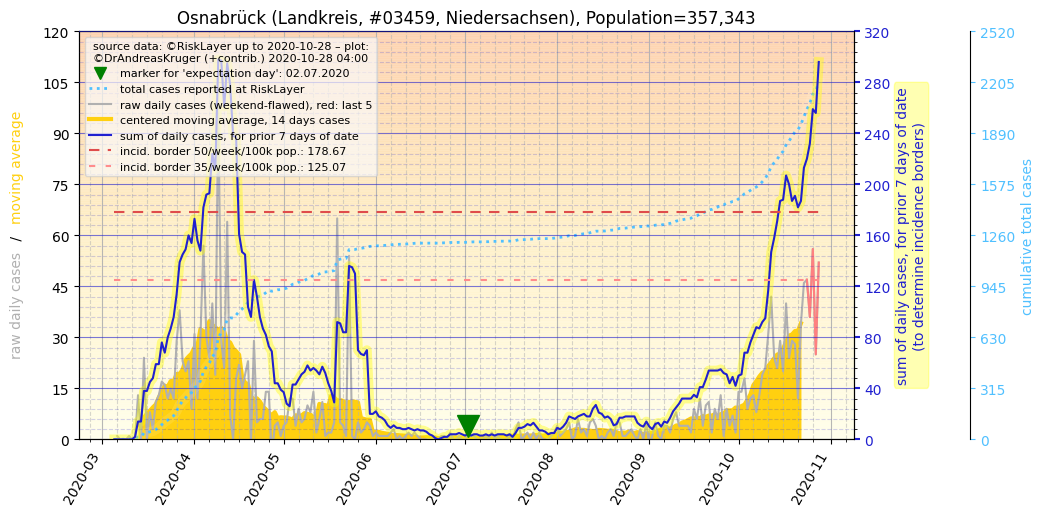 Osnabrück (Landkreis, #03459, Niedersachsen), Population=357,343
source data: ©RiskLayer up to 2020-10-28 – plot:
©DrAndreasKruger (+contrib.) 2020-10-28 04:00
marker for 'expectation day': 02.07.2020
total cases reported at RiskLayer
raw daily cases (weekend-flawed), red: last 5
centered moving average, 14 days cases
sum of daily cases, for prior 7 days of date
incid. border 50/week/100k pop.: 178.67
incid. border 35/week/100k pop.: 125.07
raw daily cases / moving average
120
105
90
75
60
45
30
15
0
2020-03
2020-04
2020-05
2020-06
2020-07
2020-08
2020-09
2020-10
2020-11
320
280
240
200
160
120
80
40
0
sum of daily cases, for prior 7 days of date
(to determine incidence borders)
2520
2205
1890
1575
1260
945
630
315
0
cumulative total cases